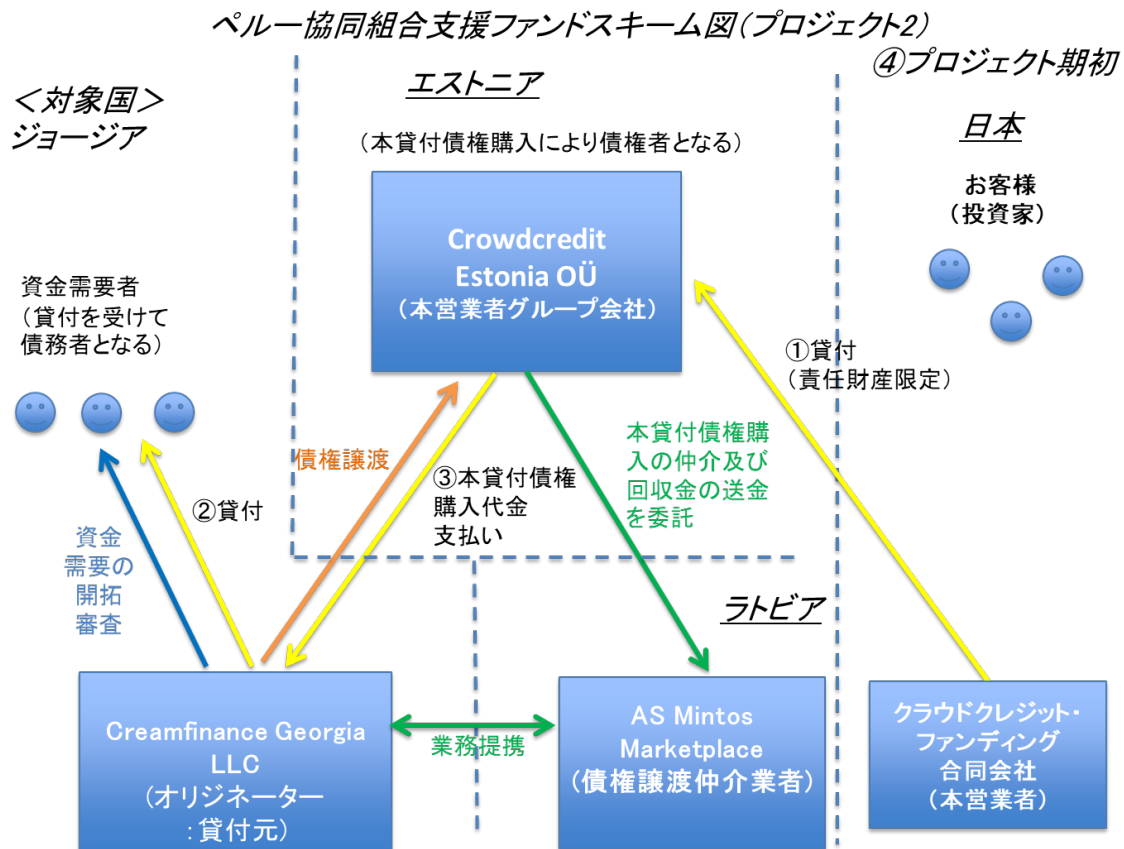 ペルー協同組合支援ファンドスキーム図(プロジェクト2)
④プロジェクト期初
＜対象国＞
ジョージア
エストニア
日本
(本貸付債権購入により債権者となる)
お客様
(投資家)
Crowdcredit
Estonia OÜ
(本営業者グループ会社)
資金需要者
(貸付を受けて
債務者となる)
①貸付
(責任財産限定)
債権譲渡
③本貸付債権
購入代金
支払い
本貸付債権購
入の仲介及び
回収金の送金
を委託
②貸付
資金
需要の
開拓
審査
ラトビア
Creamfinance Georgia
LLC
(オリジネーター
:貸付元)
業務提携
AS Mintos
Marketplace
(債権譲渡仲介業者)
クラウドクレジット・
ファンディング
合同会社
(本営業者)